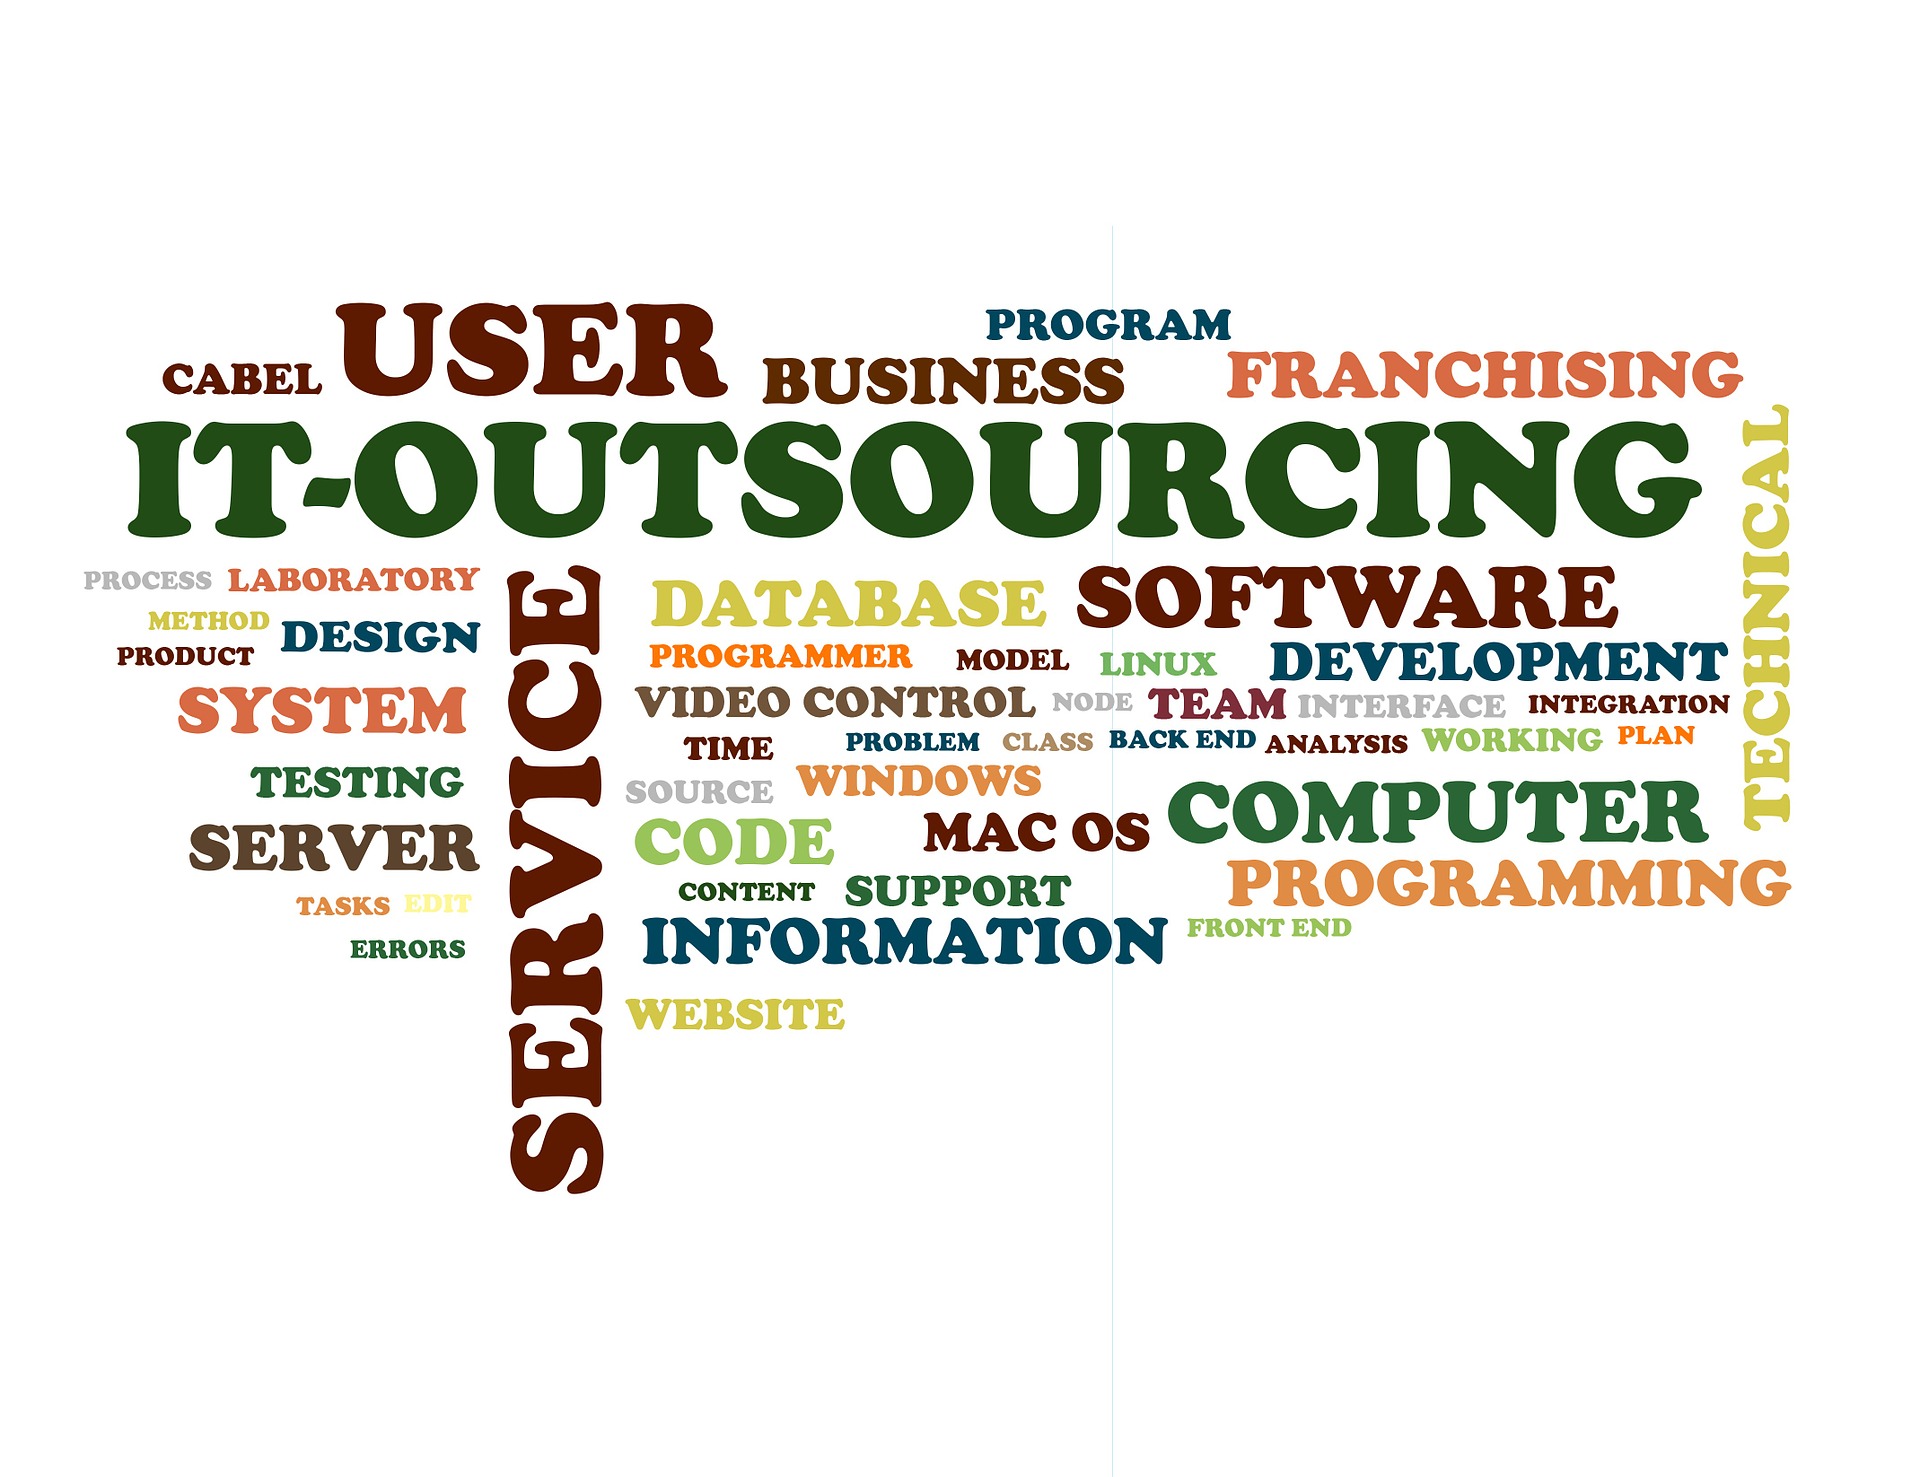 USER
PROGRAM
CABEL
BUSINESS
FRANCHISING
IT-OUTSOURCING
TECHNICAL
PROCESS LABORATORY
METHOD
DESIGN
PRODUCT
SYSTEM
TESTING
SERVER
TASKS EDIT
ERRORS
SERVICE
DATABASE SOFTWARE
PROGRAMMER MODEL LINUX DEVELOPMENT
VIDEO CONTROL NODE TEAM INTERFACE INTEGRATION
TIME PROBLEM CLASS BACK END ANALYSIS WORKING PLAN
SOURCE WINDOWS
CODE MAC OS COMPUTER
CONTENT SUPPORT PROGRAMMING
INFORMATION FRONT END
WEBSITE